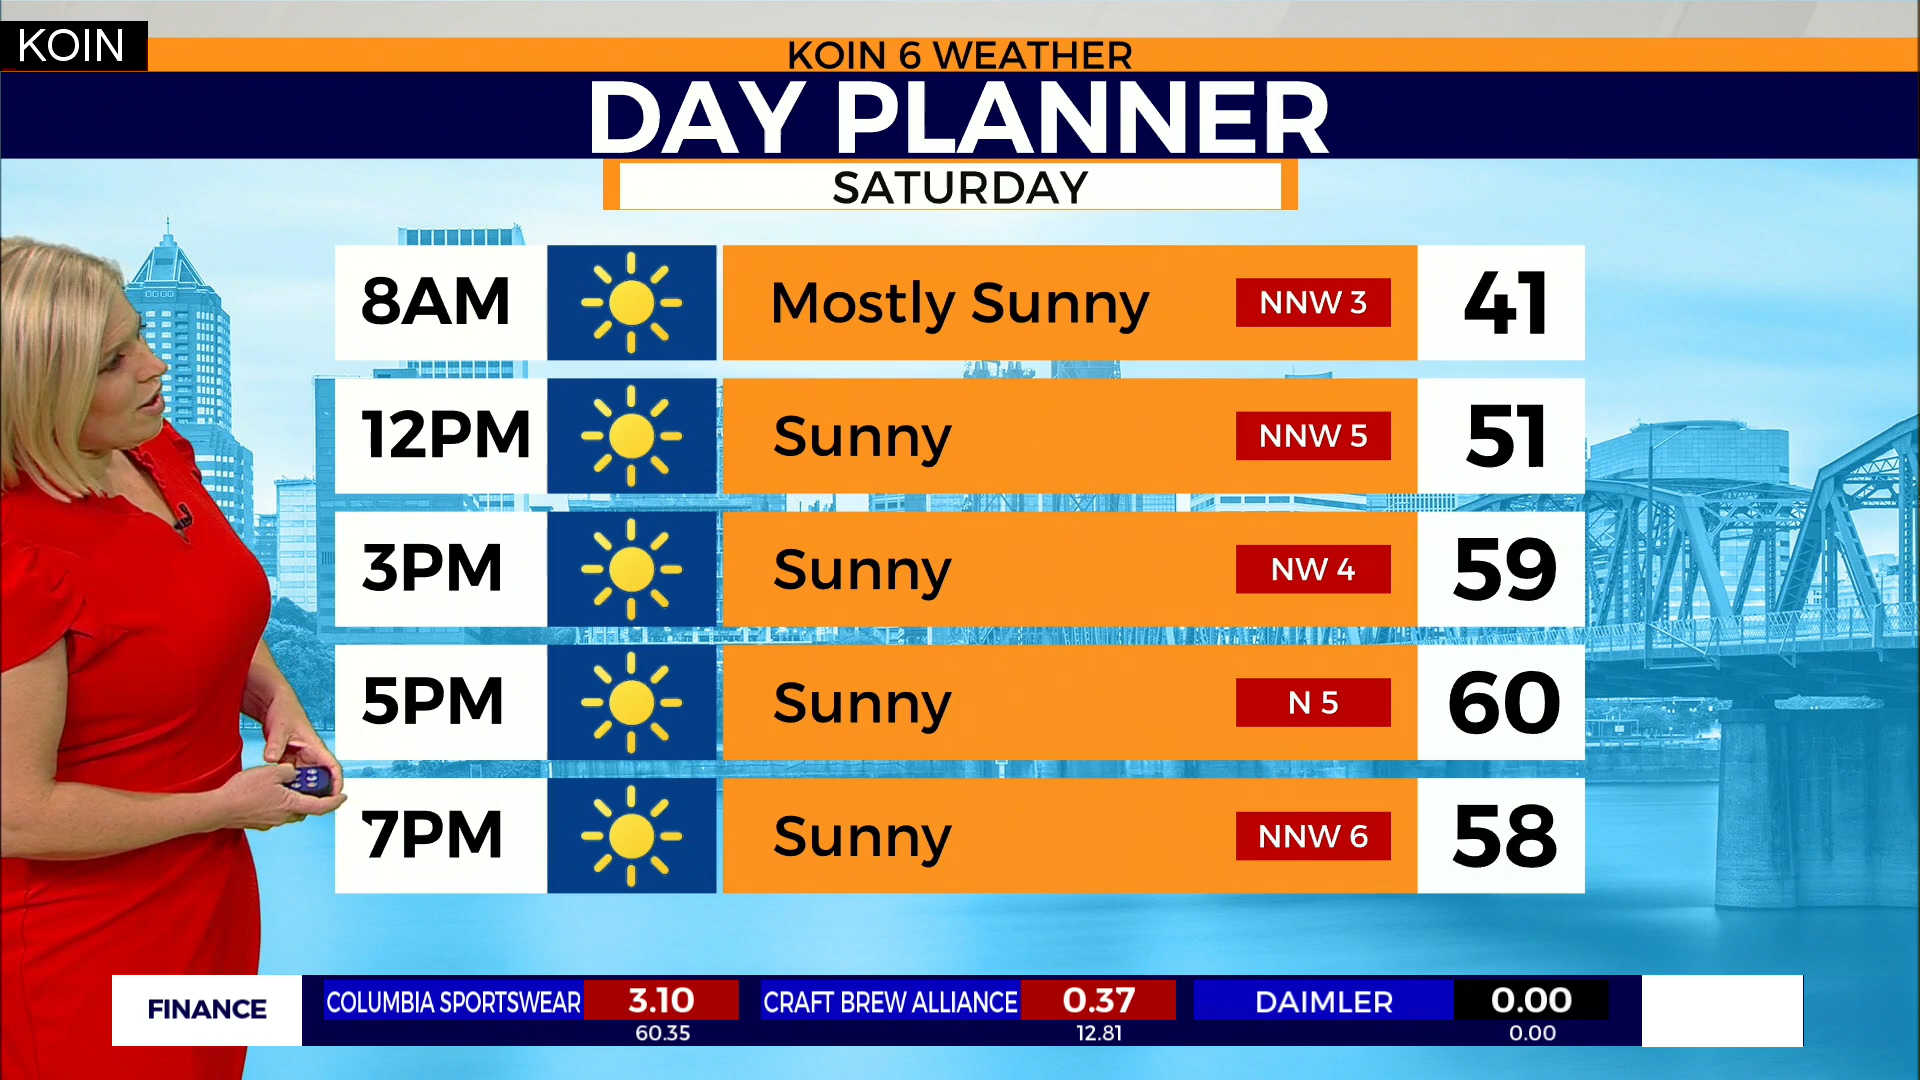 KOIN
KOIN 6 WEATHER
DAY PLANNER
SATURDAY
8AM Mostly Sunny NNW 3 41
12PM Sunny NNW 5 51
3PM Sunny NW 4 59
5PM Sunny N 5 60
7PM Sunny NNW 6 58
FINANCE COLUMBIA SPORTSWEAR 3.10 CRAFT BREW ALLIANCE 0.37 DAIMLER 0.00
60.35 12.81 0.00